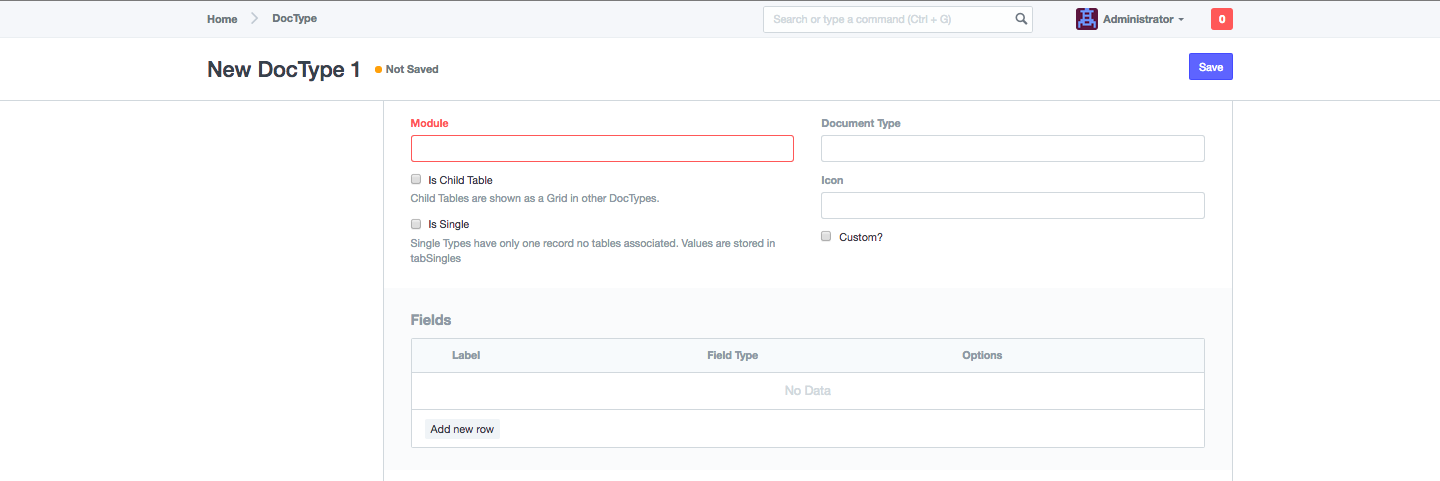 Home
DocType
Search or type a command (Ctrl + G)
Administrator
0
New DocType 1
Not Saved
Save
Module
Document Type
Is Child Table
Child Tables are shown as a Grid in other DocTypes.
Icon
Is Single
Single Types have only one record no tables associated. Values are stored in
tabSingles
Custom?
Fields
Label
Field Type
Options
No Data
Add new row